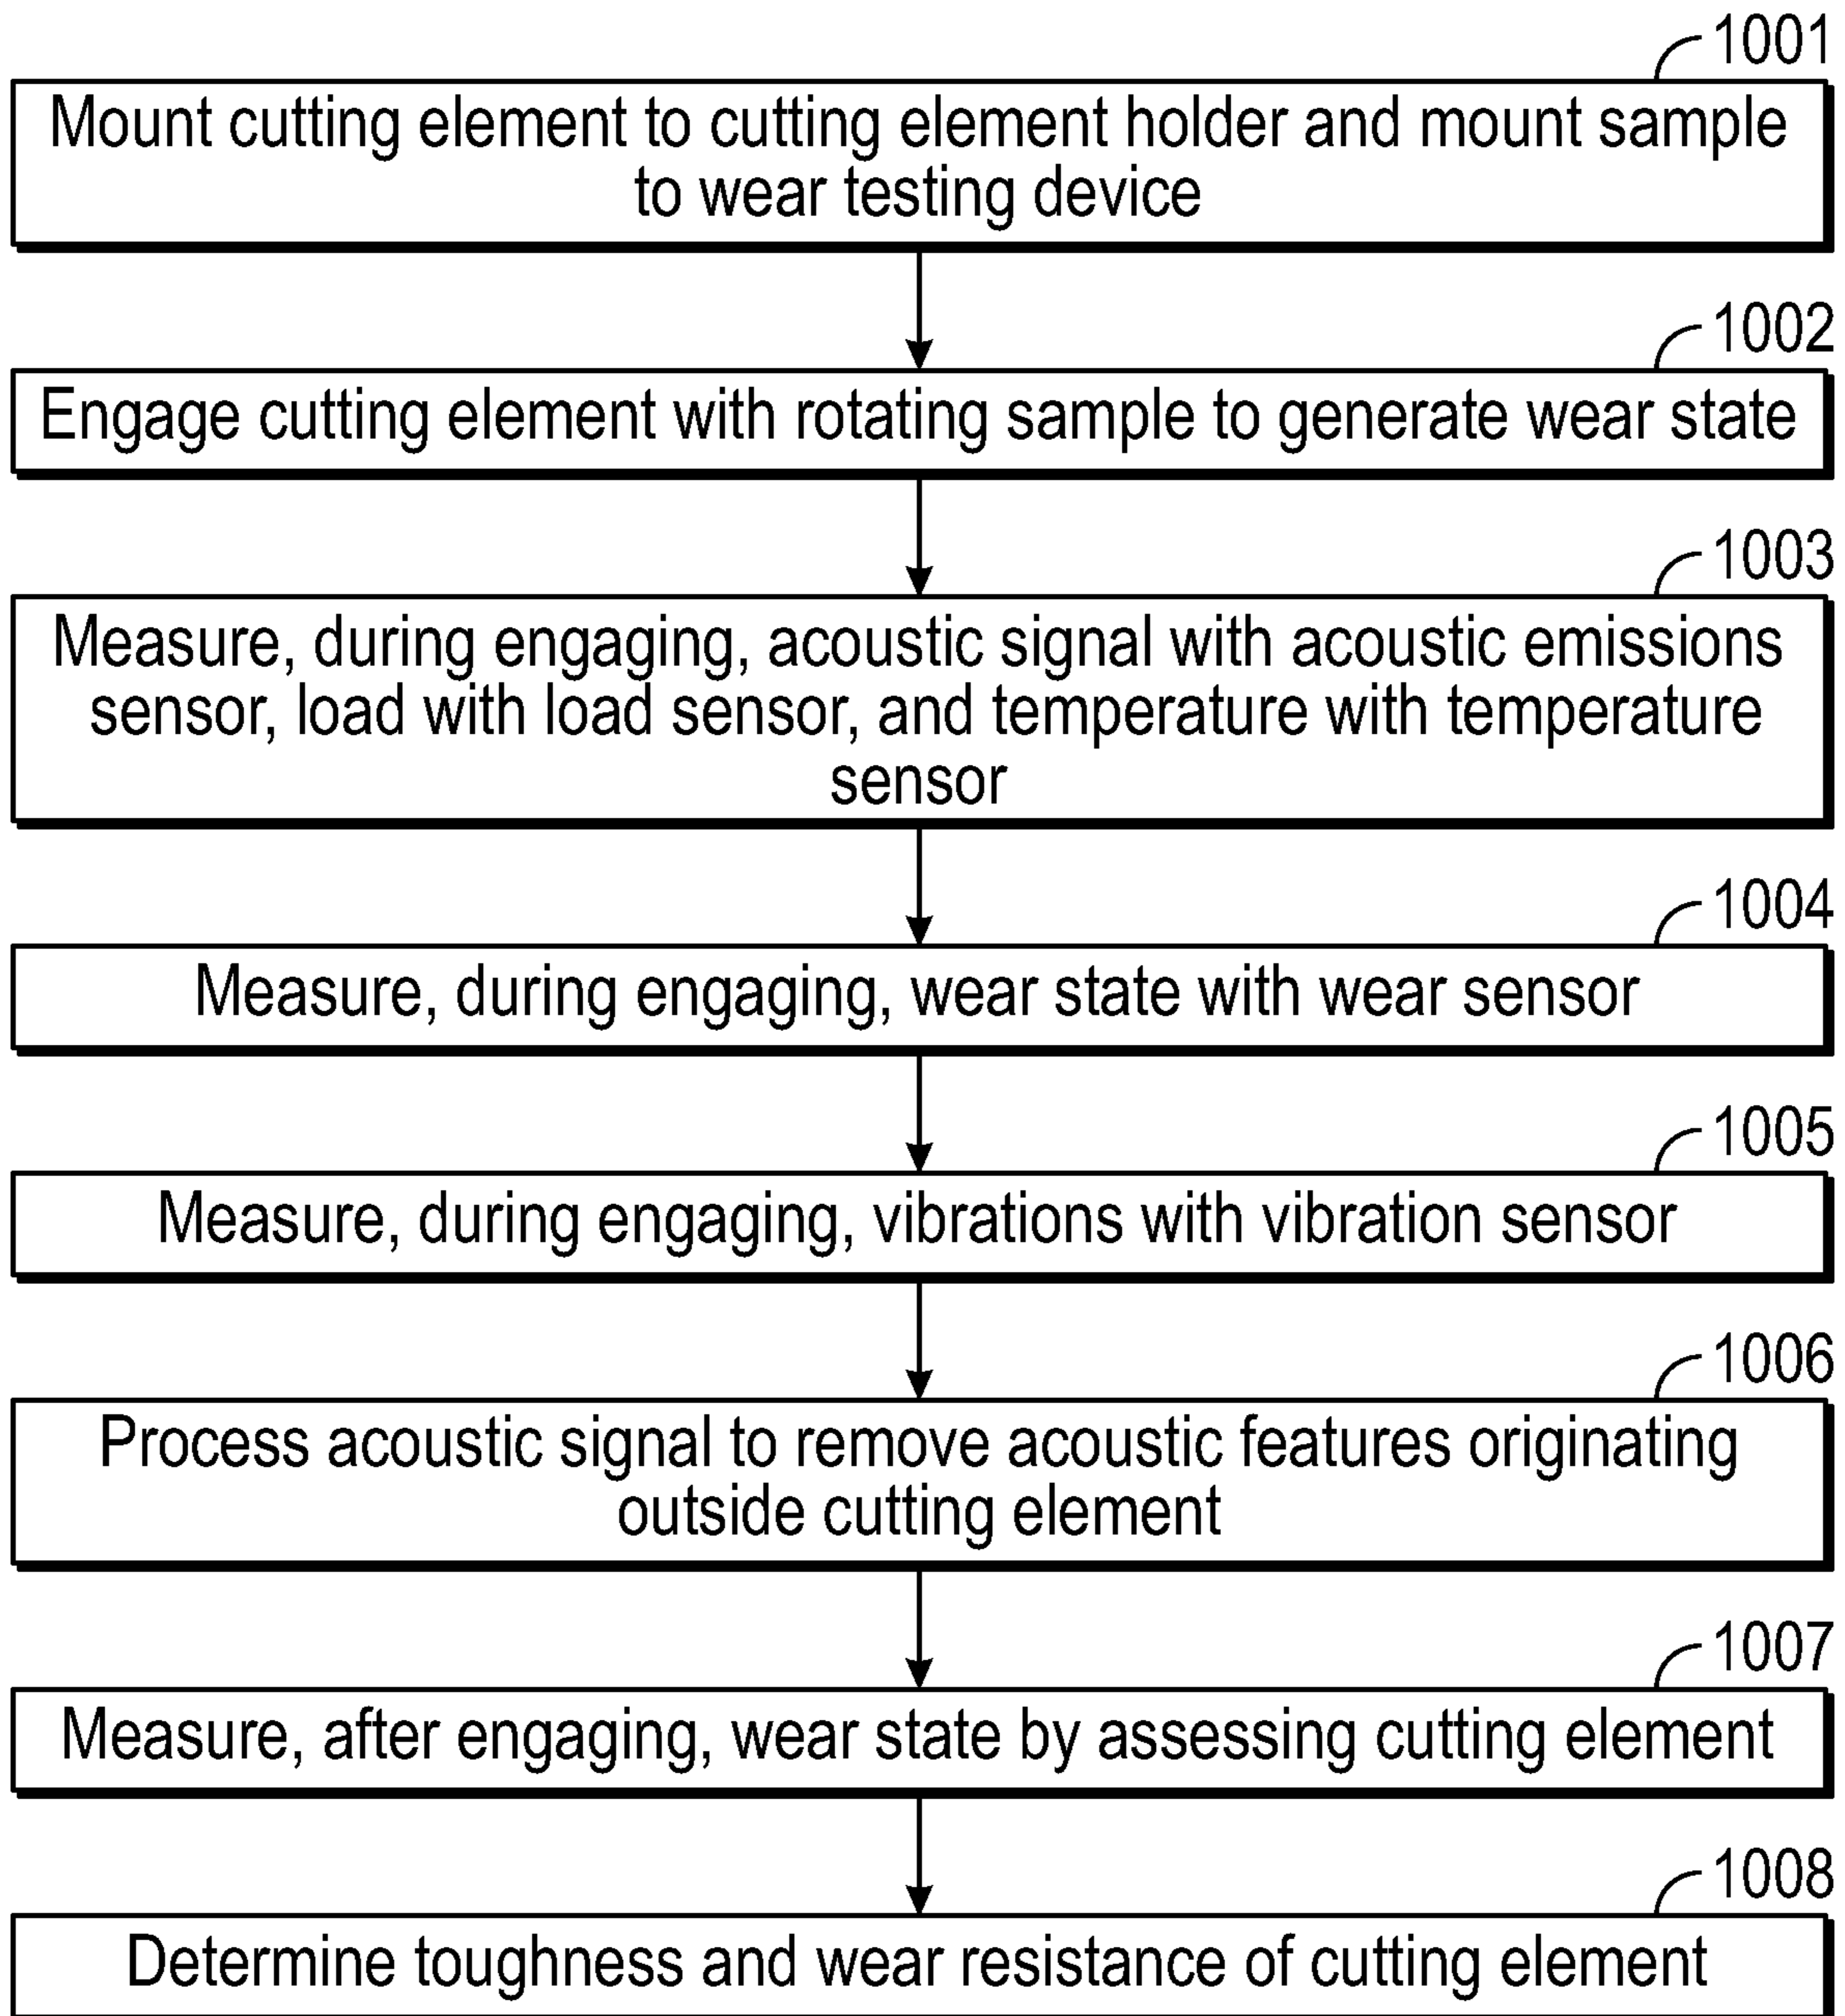 1001
Mount cutting element to cutting element holder and mount sample
to wear testing device
1002
Engage cutting element with rotating sample to generate wear state
1003
Measure, during engaging, acoustic signal with acoustic emissions
sensor, load with load sensor, and temperature with temperature
sensor
1004
Measure, during engaging, wear state with wear sensor
1005
Measure, during engaging, vibrations with vibration sensor
1006
Process acoustic signal to remove acoustic features originating
outside cutting element
1007
Measure, after engaging, wear state by assessing cutting element
1008
Determine toughness and wear resistance of cutting element